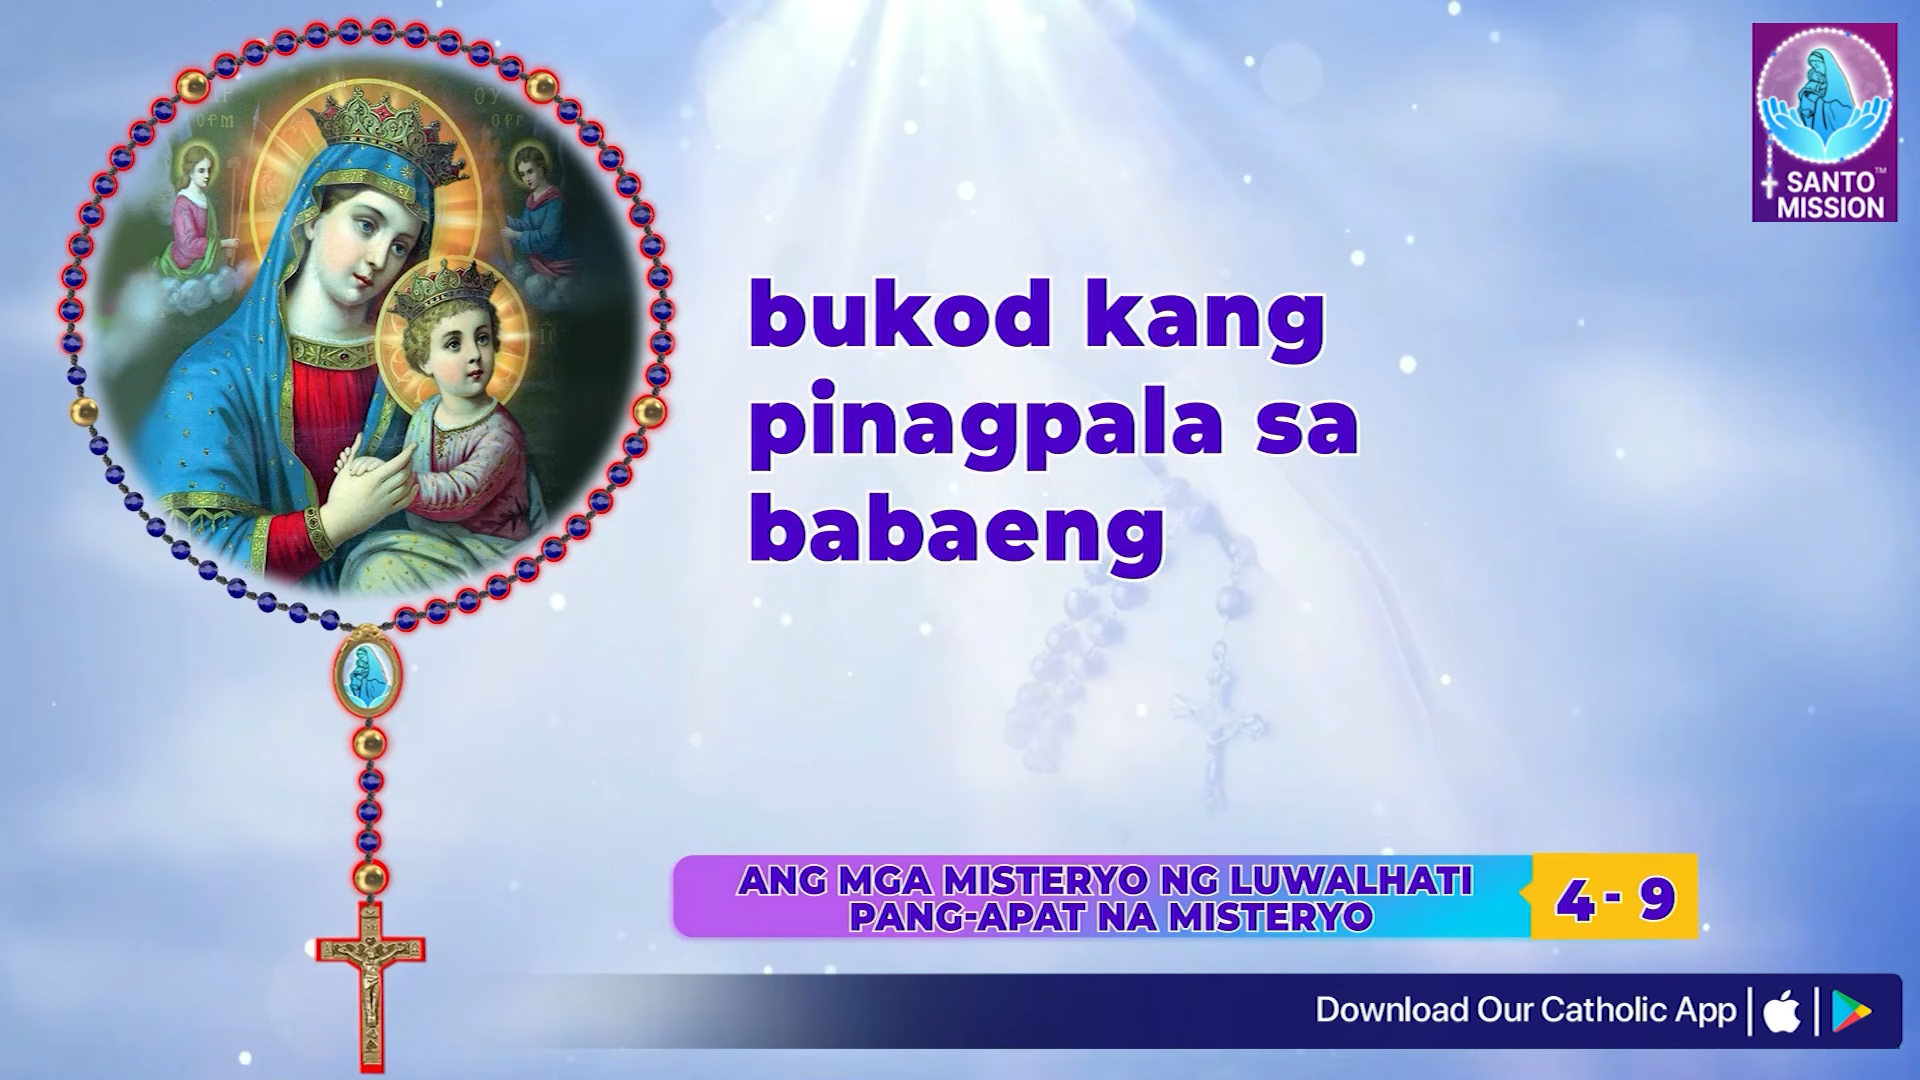 SANTO™
MISSION
bukod kang
pinagpala sa
babaeng
ANG MGA MISTERYO NG LUWALHATI
PANG-APAT NA MISTERYO
4- 9
Download Our Catholic App